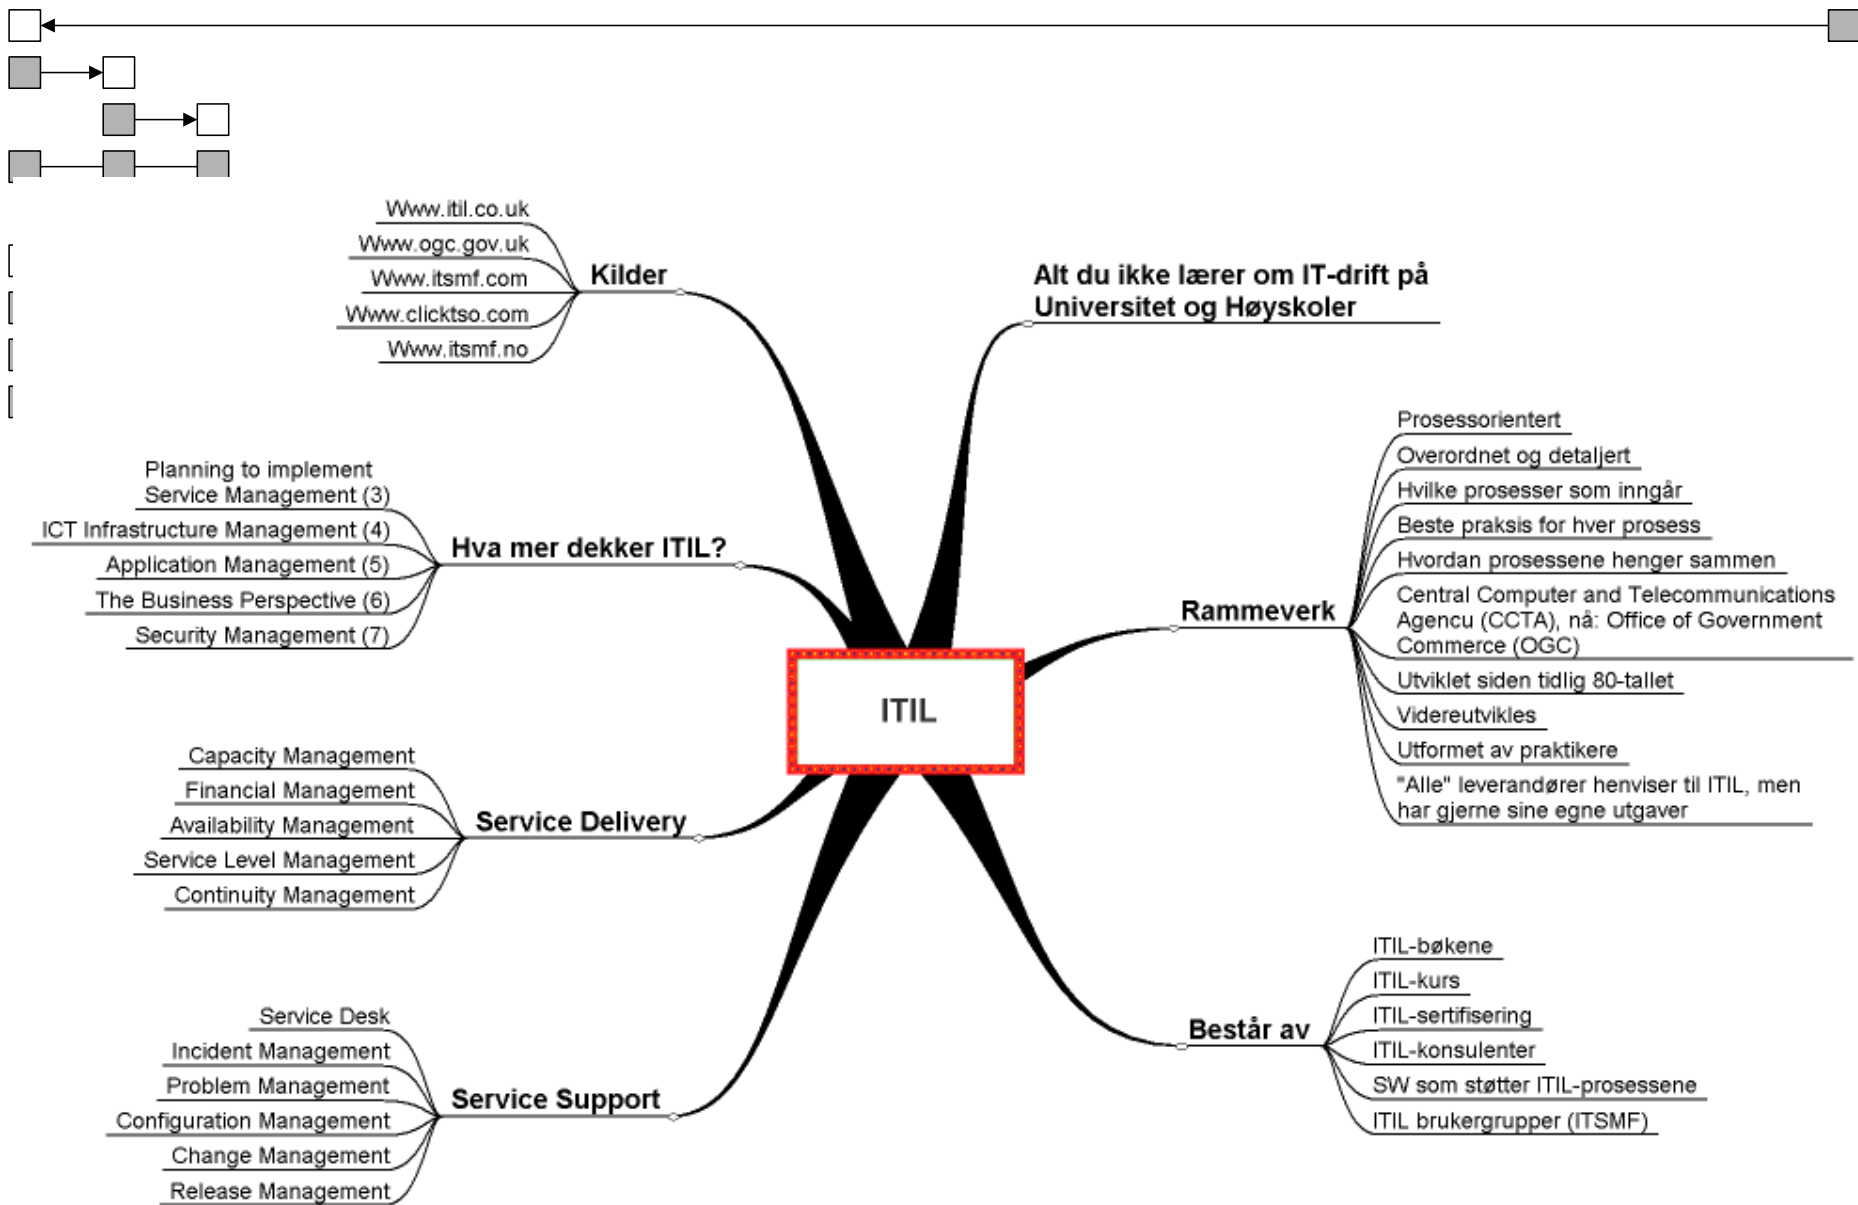 Www.itil.co.uk
Www.ogc.gov.uk
Www.itsmf.com
Www.clicktso.com
Www.itsmf.no
Kilder
Alt du ikke lærer om IT-drift på
Universitet og Høyskoler
Planning to implement
Service Management (3)
ICT Infrastructure Management (4)
Application Management (5)
The Business Perspective (6)
Security Management (7)
Hva mer dekker ITIL?
Rammeverk
Prosessorientert
Overordnet og detaljert
Hvilke prosesser som inngår
Beste praksis for hver prosess
Hvordan prosessene henger sammen
Central Computer and Telecommunications
Agencu (CCTA), nå: Office of Government
Commerce (OGC)
Utviklet siden tidlig 80-tallet
Videreutvikles
Utformet av praktikere
"Alle" leverandører henviser til ITIL, men
har gjerne sine egne utgaver
ITIL
Capacity Management
Financial Management
Availability Management
Service Level Management
Continuity Management
Service Delivery
Service Desk
Incident Management
Problem Management
Configuration Management
Change Management
Release Management
Service Support
Består av
ITIL-bøkene
ITIL-kurs
ITIL-sertifisering
ITIL-konsulenter
SW som støtter ITIL-prosessene
ITIL brukergrupper (ITSMF)